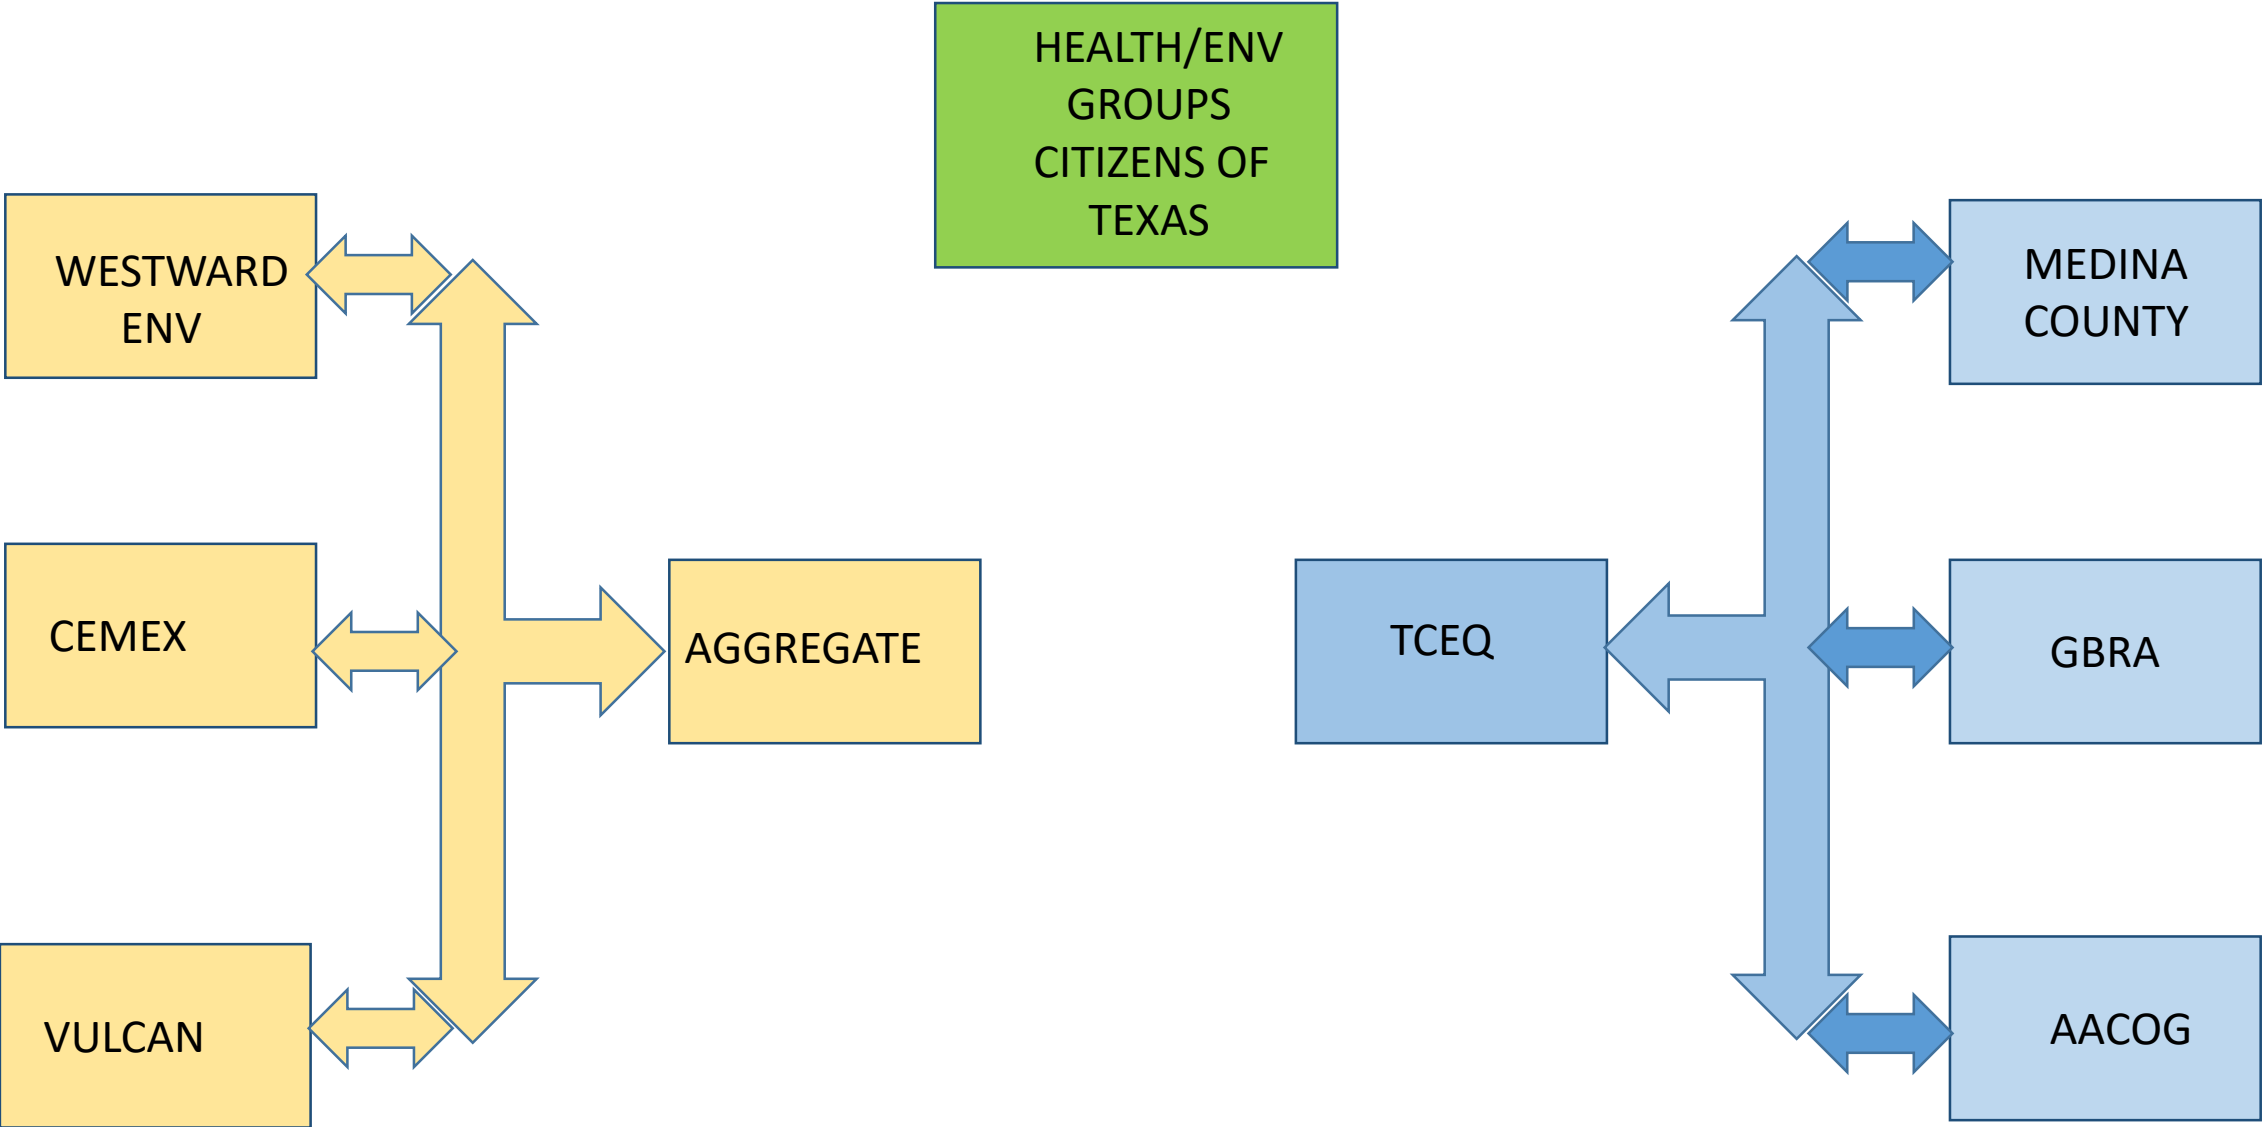 HEALTH/ENV
GROUPS
CITIZENS OF
TEXAS
WESTWARD
ENV
MEDINA
COUNTY
CEMEX
AGGREGATE
TCEQ
GBRA
VULCAN
AACOG